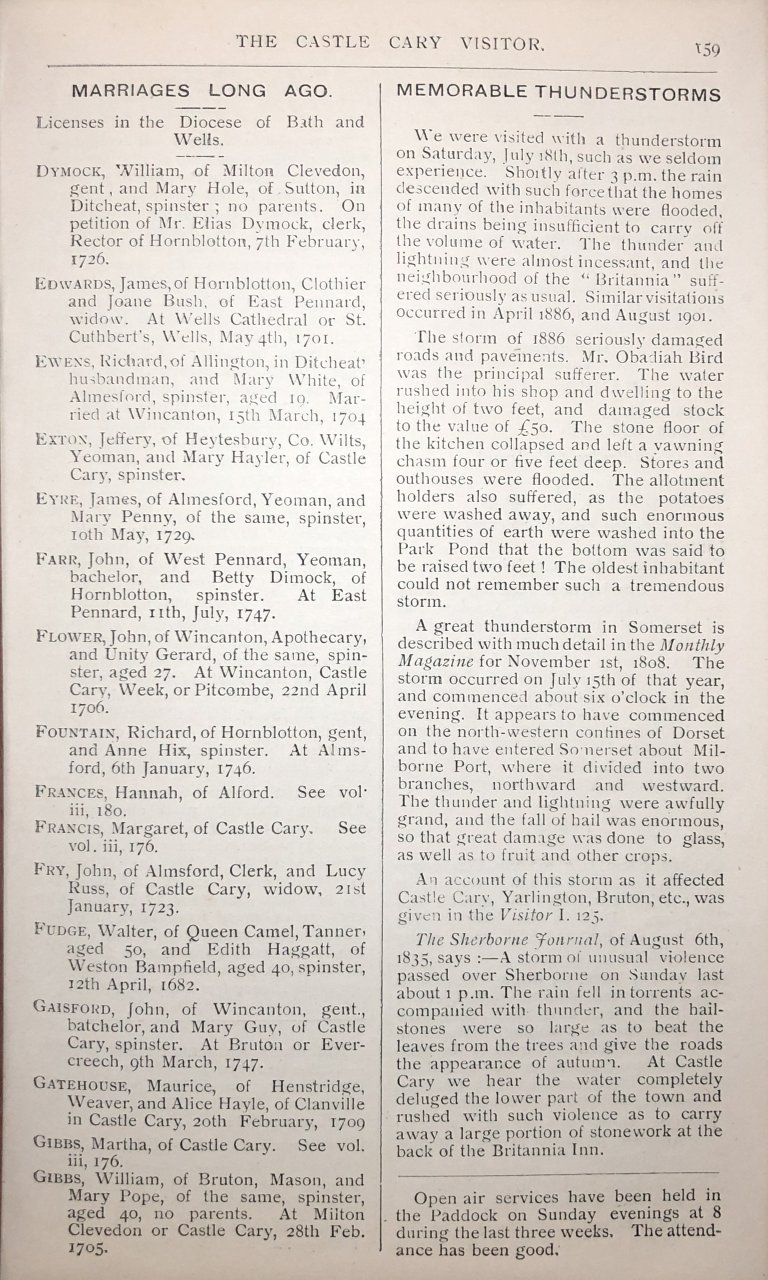 THE CASTLE CARY VISITOR.
159
MARRIAGES LONG AGO.
Licenses in the Diocese of Bath and
Wells.
DYMOCK, William, of Milton Clevedon,
gent, and Mary Hole, of Sutton, in
Ditcheat, spinster; no parents. On
petition of Mr. Elias Dymock, clerk,
Rector of Hornblotton, 7th February,
1726.
EDWARDS, James, of Hornblotton, Clothier
and Joane Bush, of East Pennard,
widow. At Wells Cathedral or St.
Cuthbert's, Wells, May 4th, 1701.
EWENS, Richard, of Allington, in Ditcheat,
husbandman, and Mary White, of
Almesford, spinster, aged 19. Mar-
ried at Wincanton, 15th March, 1704
EXTON, Jeffery, of Heytesbury, Co. Wilts,
Yeoman, and Mary Hayler, of Castle
Cary, spinster.
EYRE, James, of Almesford, Yeoman, and
Mary Penny, of the same, spinster,
10th May, 1729.
FARR, John, of West Pennard, Yeoman,
bachelor, and Betty Dimock, of
Hornblotton, spinster. At East
Pennard, 11th, July, 1747.
FLOWER, John, of Wincanton, Apothecary,
and Unity Gerard, of the same, spin-
ster, aged 27. At Wincanton, Castle
Cary, Week, or Pitcombe, 22nd April
1706.
FOUNTAIN, Richard, of Hornblotton, gent,
and Anne Hix, spinster. At Alms-
ford, 6th January, 1746.
FRANCES, Hannah, of Alford. See vol.
iii, 180.
FRANCIS, Margaret, of Castle Cary. See
vol. iii, 176.
FRY, John, of Almsford, Clerk, and Lucy
Russ, of Castle Cary, widow, 21st
January, 1723.
FUDGE, Walter, of Queen Camel, Tanner,
aged 50, and Edith Haggatt, of
Weston Bampfield, aged 40, spinster,
12th April, 1682.
GAISFORD, John, of Wincanton, gent.,
batchelor, and Mary Guy, of Castle
Cary, spinster. At Bruton or Ever-
creech, 9th March, 1747.
GATEHOUSE, Maurice, of Henstridge,
Weaver, and Alice Hayle, of Clanville
in Castle Cary, 20th February, 1709
GIBBS, Martha, of Castle Cary. See vol.
iii, 176.
GIBBS, William, of Bruton, Mason, and
Mary Pope, of the same, spinster,
aged 40, no parents. At Milton
Clevedon or Castle Cary, 28th Feb.
1705.
MEMORABLE THUNDERSTORMS
We were visited with a thunderstorm
on Saturday, July 18th, such as we seldom
experience. Shortly after 3 p.m. the rain
descended with such force that the homes
of many of the inhabitants were flooded,
the drains being insufficient to carry off
the volume of water. The thunder and
lightning were almost incessant, and the
neighbourhood of the "Britannia" suff-
ered seriously as usual. Similar visitations
occurred in April 1886, and August 1901.
The storm of 1886 seriously damaged
roads and pavements. Mr. Obadiah Bird
was the principal sufferer. The water
rushed into his shop and dwelling to the
height of two feet, and damaged stock
to the value of £50. The stone floor of
the kitchen collapsed and left a yawning
chasm four or five feet deep. Stores and
outhouses were flooded. The allotment
holders also suffered, as the potatoes
were washed away, and such enormous
quantities of earth were washed into the
Park Pond that the bottom was said to
be raised two feet! The oldest inhabitant
could not remember such a tremendous
storm.
A great thunderstorm in Somerset is
described with much detail in the Monthly
Magazine for November 1st, 1808. The
storm occurred on July 15th of that year,
and commenced about six o'clock in the
evening. It appears to have commenced
on the north-western confines of Dorset
and to have entered Somerset about Mil-
borne Port, where it divided into two
branches, northward and westward.
The thunder and lightning were awfully
grand, and the fall of hail was enormous,
so that great damage was done to glass,
as well as to fruit and other crops.
An account of this storm as it affected
Castle Cary, Yarlington, Bruton, etc., was
given in the Visitor I. 125.
The Sherborne Journal, of August 6th,
1835, says :—A storm of unusual violence
passed over Sherborne on Sunday last
about 1 p.m. The rain fell in torrents ac-
companied with thunder, and the hail-
stones were so large as to beat the
leaves from the trees and give the roads
the appearance of autumn. At Castle
Cary we hear the water completely
deluged the lower part of the town and
rushed with such violence as to carry
away a large portion of stonework at the
back of the Britannia Inn.
Open air services have been held in
the Paddock on Sunday evenings at 8
during the last three weeks. The attend-
ance has been good.